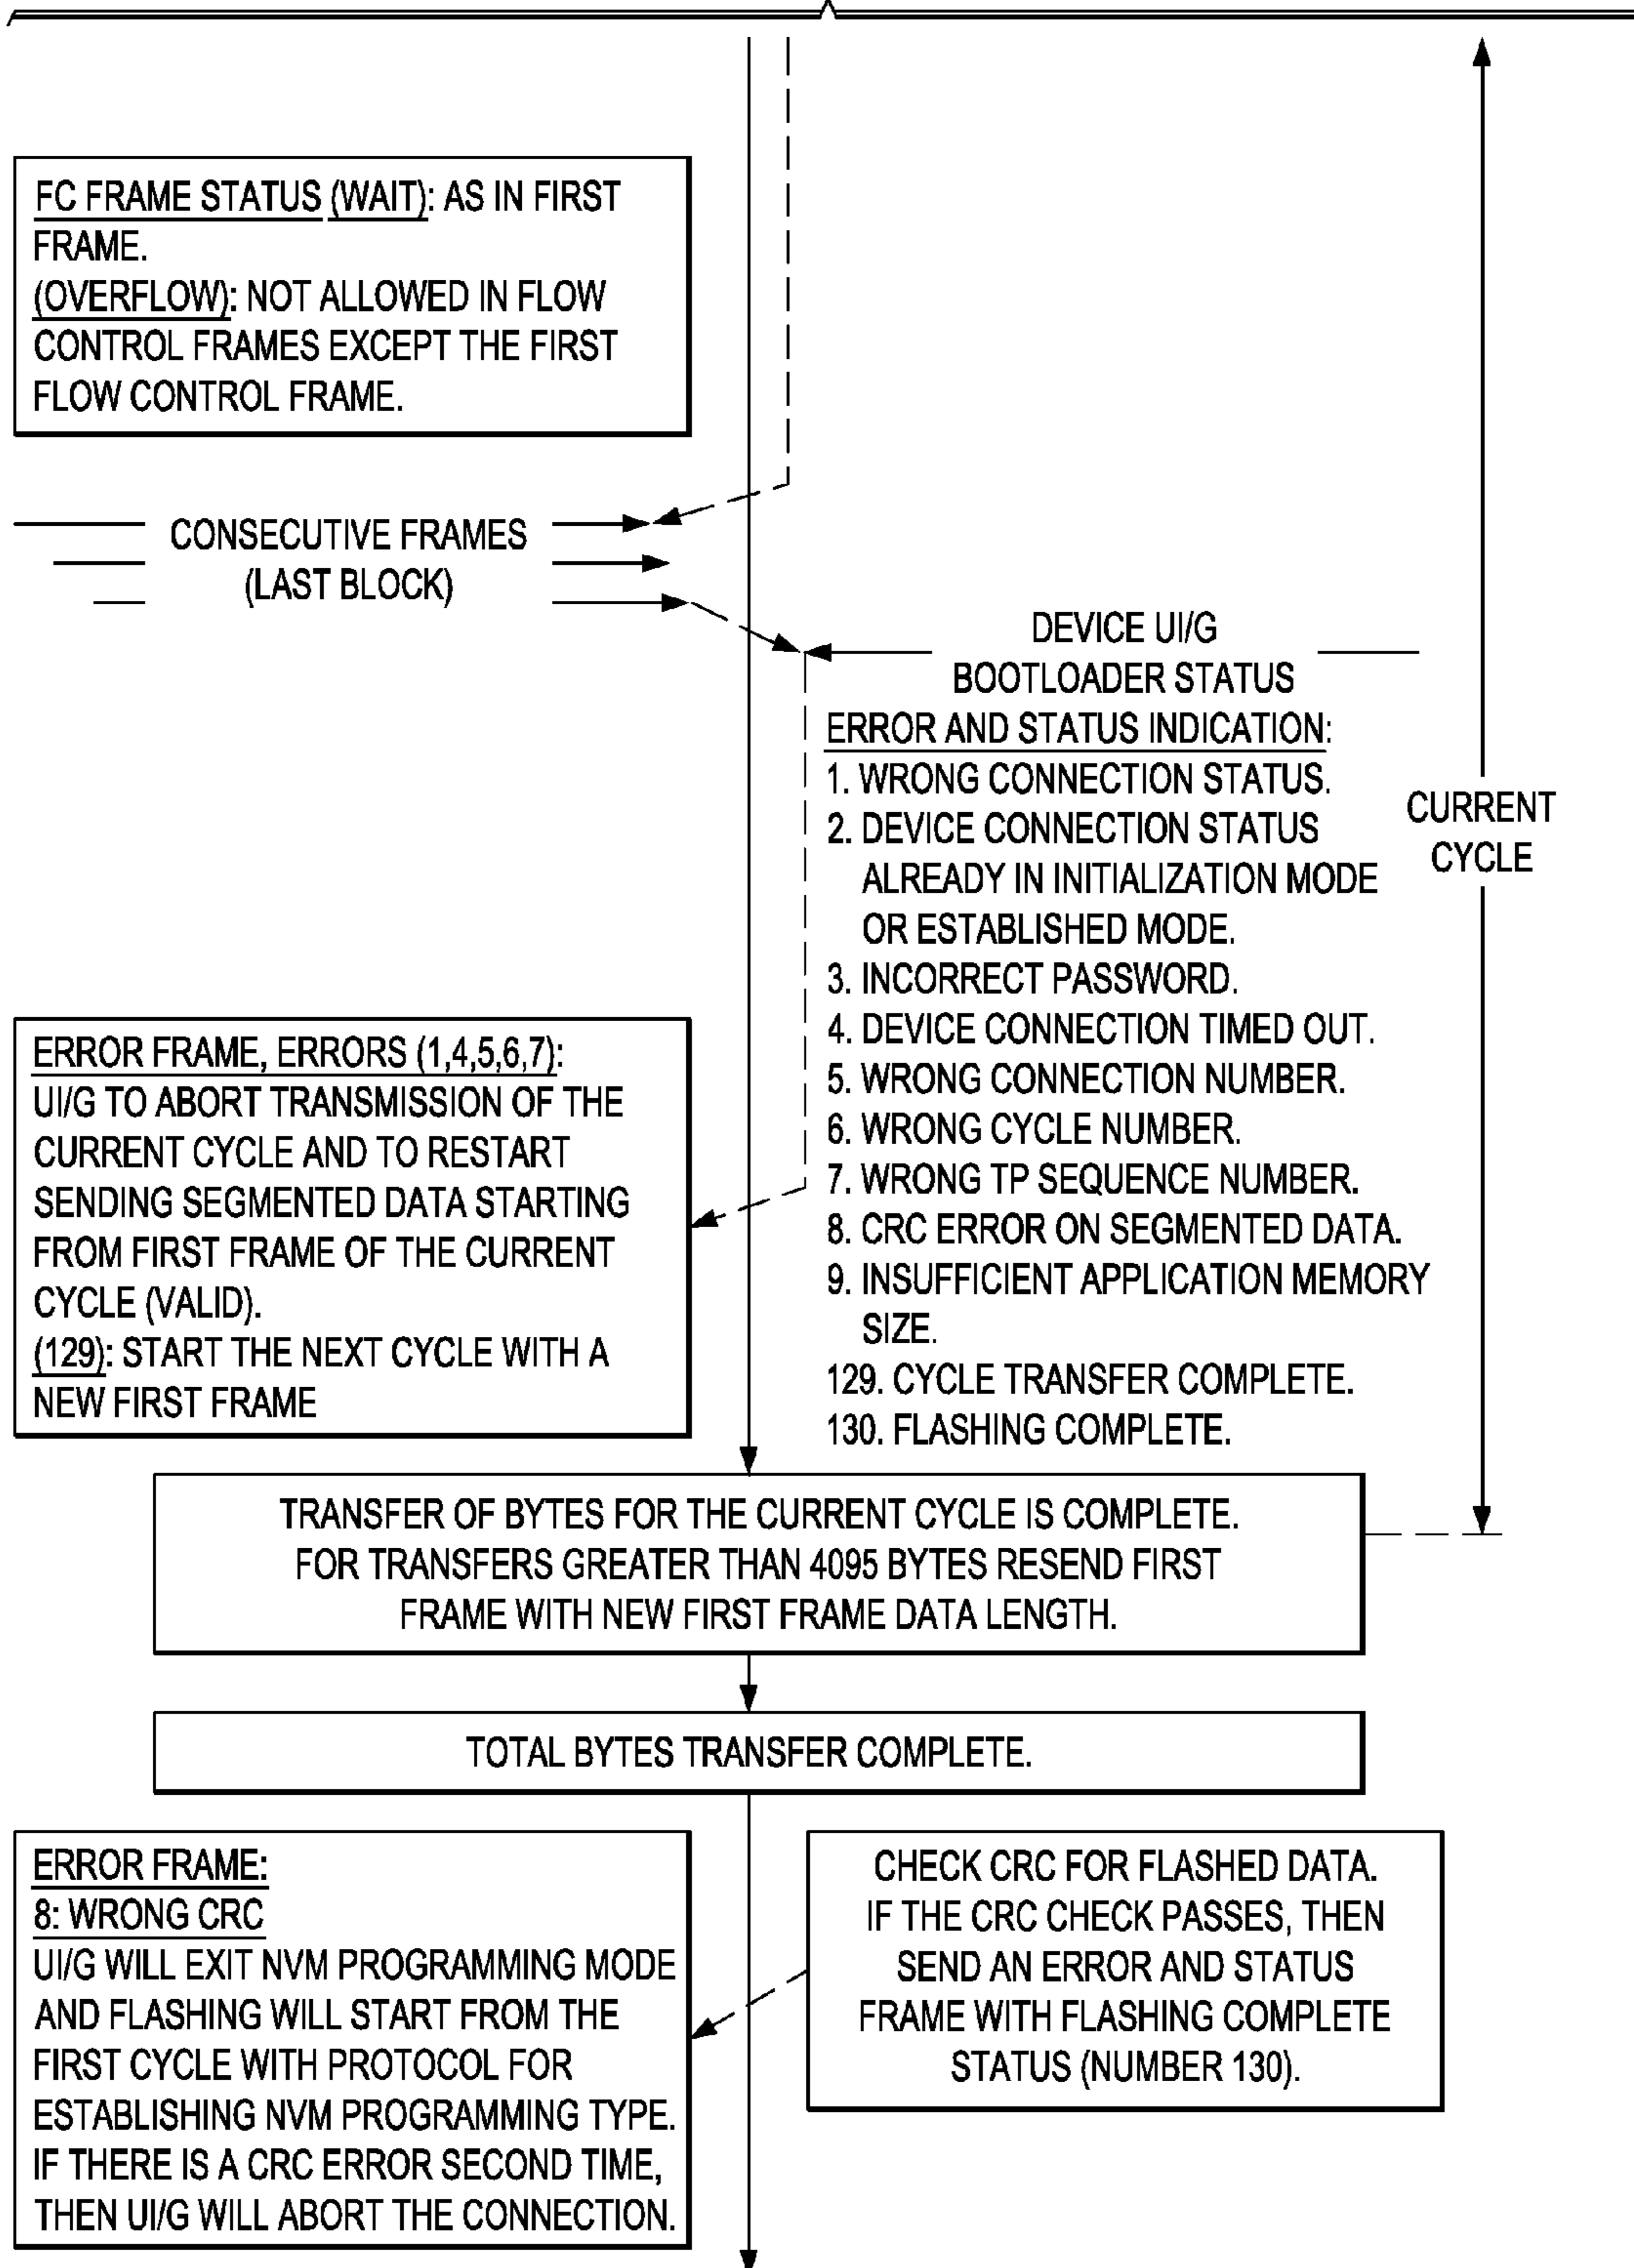 FC FRAME STATUS (WAIT): AS IN FIRST
FRAME.
(OVERFLOW): NOT ALLOWED IN FLOW
CONTROL FRAMES EXCEPT THE FIRST
FLOW CONTROL FRAME.
CONSECUTIVE FRAMES
(LAST BLOCK)
DEVICE UI/G
BOOTLOADER STATUS
ERROR AND STATUS INDICATION:
1. WRONG CONNECTION STATUS.
2. DEVICE CONNECTION STATUS
ALREADY IN INITIALIZATION MODE
OR ESTABLISHED MODE.
3. INCORRECT PASSWORD.
4. DEVICE CONNECTION TIMED OUT.
5. WRONG CONNECTION NUMBER.
6. WRONG CYCLE NUMBER.
7. WRONG TP SEQUENCE NUMBER.
8. CRC ERROR ON SEGMENTED DATA.
9. INSUFFICIENT APPLICATION MEMORY
SIZE.
129. CYCLE TRANSFER COMPLETE.
130. FLASHING COMPLETE.
CURRENT
CYCLE
ERROR FRAME, ERRORS (1,4,5,6,7):
UI/G TO ABORT TRANSMISSION OF THE
CURRENT CYCLE AND TO RESTART
SENDING SEGMENTED DATA STARTING
FROM FIRST FRAME OF THE CURRENT
CYCLE (VALID).
(129): START THE NEXT CYCLE WITH A
NEW FIRST FRAME
TRANSFER OF BYTES FOR THE CURRENT CYCLE IS COMPLETE.
FOR TRANSFERS GREATER THAN 4095 BYTES RESEND FIRST
FRAME WITH NEW FIRST FRAME DATA LENGTH.
TOTAL BYTES TRANSFER COMPLETE.
ERROR FRAME:
8: WRONG CRC
UI/G WILL EXIT NVM PROGRAMMING MODE
AND FLASHING WILL START FROM THE
FIRST CYCLE WITH PROTOCOL FOR
ESTABLISHING NVM PROGRAMMING TYPE.
IF THERE IS A CRC ERROR SECOND TIME,
THEN UI/G WILL ABORT THE CONNECTION.
CHECK CRC FOR FLASHED DATA.
IF THE CRC CHECK PASSES, THEN
SEND AN ERROR AND STATUS
FRAME WITH FLASHING COMPLETE
STATUS (NUMBER 130).